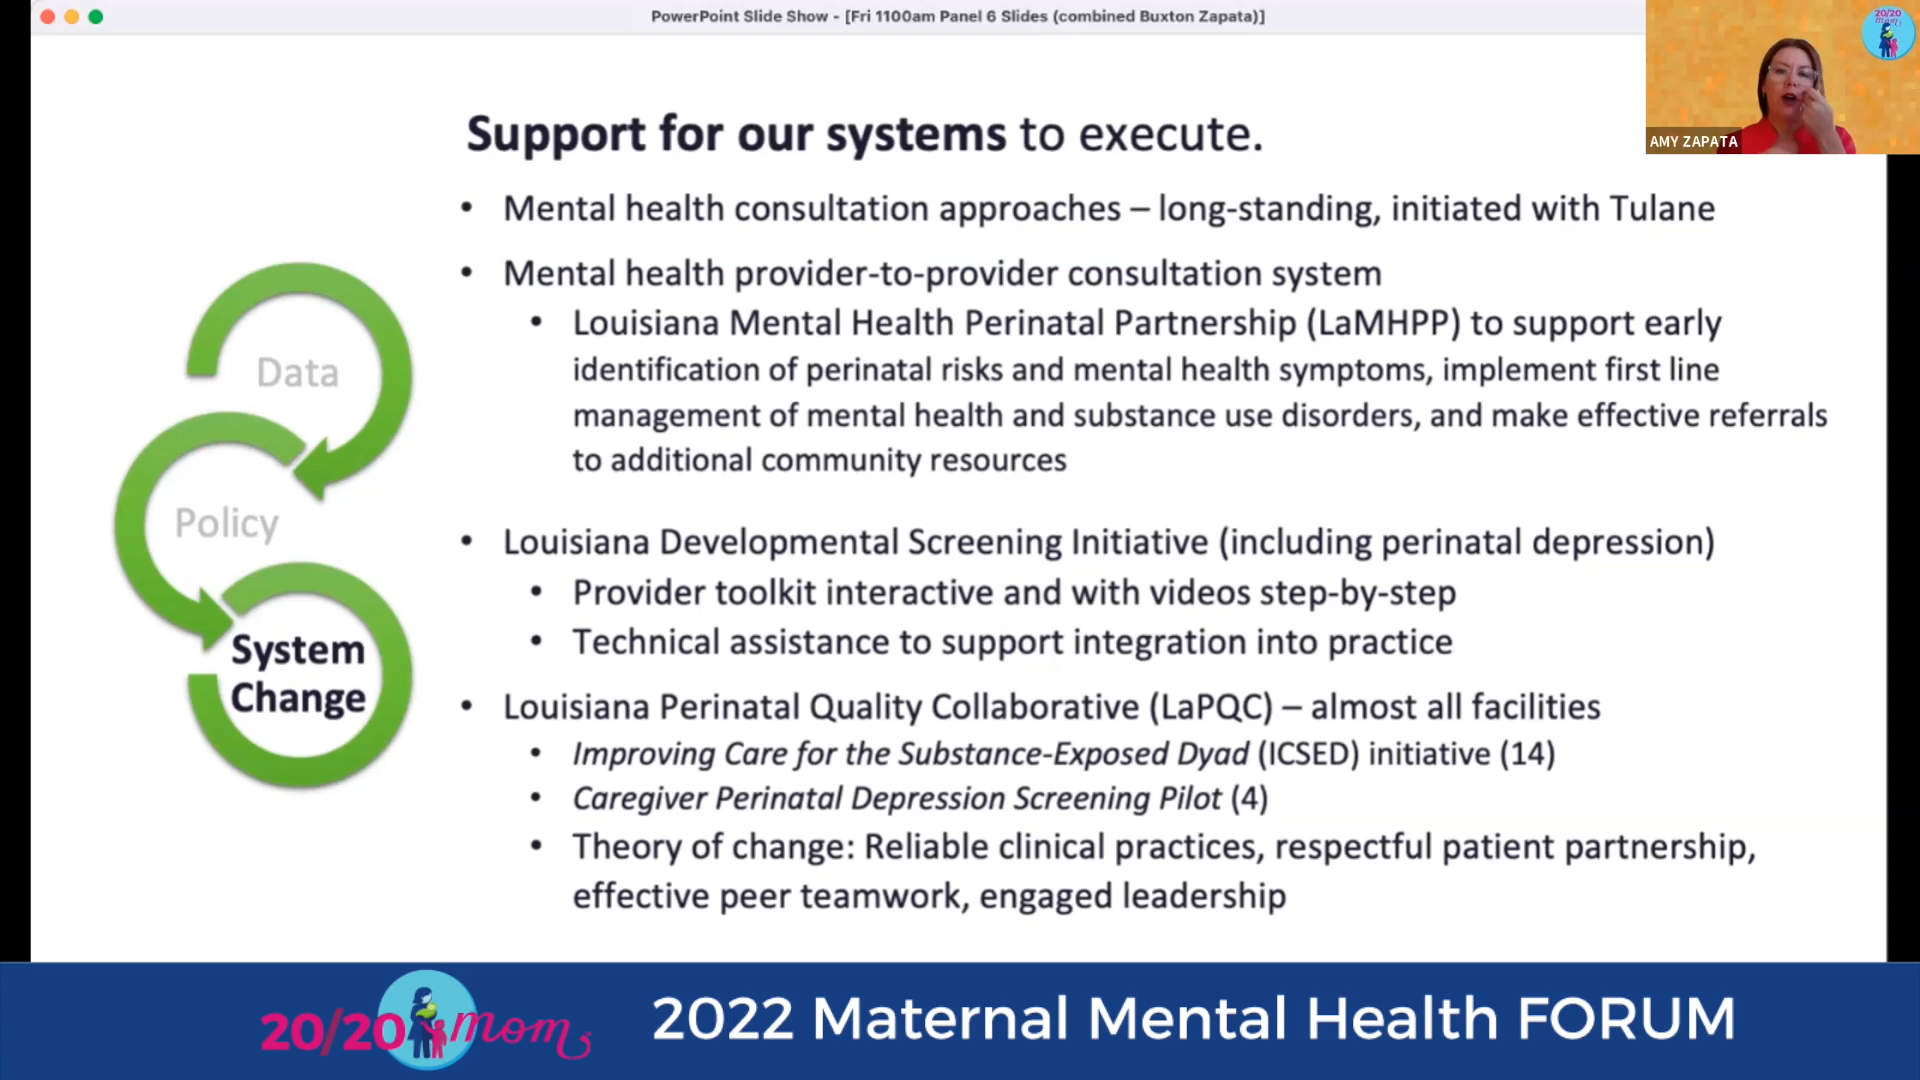 PowerPoint Slide Show - [Fri 1100am Panel 6 Slides (combined Buxton Zapata)]
20/20
mom
AMY ZAPATA
Support for our systems to execute.
• Mental health consultation approaches – long-standing, initiated with Tulane
• Mental health provider-to-provider consultation system
• Louisiana Mental Health Perinatal Partnership (LaMHPP) to support early
identification of perinatal risks and mental health symptoms, implement first line
management of mental health and substance use disorders, and make effective referrals
to additional community resources
• Louisiana Developmental Screening Initiative (including perinatal depression)
• Provider toolkit interactive and with videos step-by-step
• Technical assistance to support integration into practice
• Louisiana Perinatal Quality Collaborative (LaPQC) – almost all facilities
• Improving Care for the Substance-Exposed Dyad (ICSED) initiative (14)
• Caregiver Perinatal Depression Screening Pilot (4)
• Theory of change: Reliable clinical practices, respectful patient partnership,
effective peer teamwork, engaged leadership
Data
Policy
System
Change
20/20 mom
2022 Maternal Mental Health FORUM